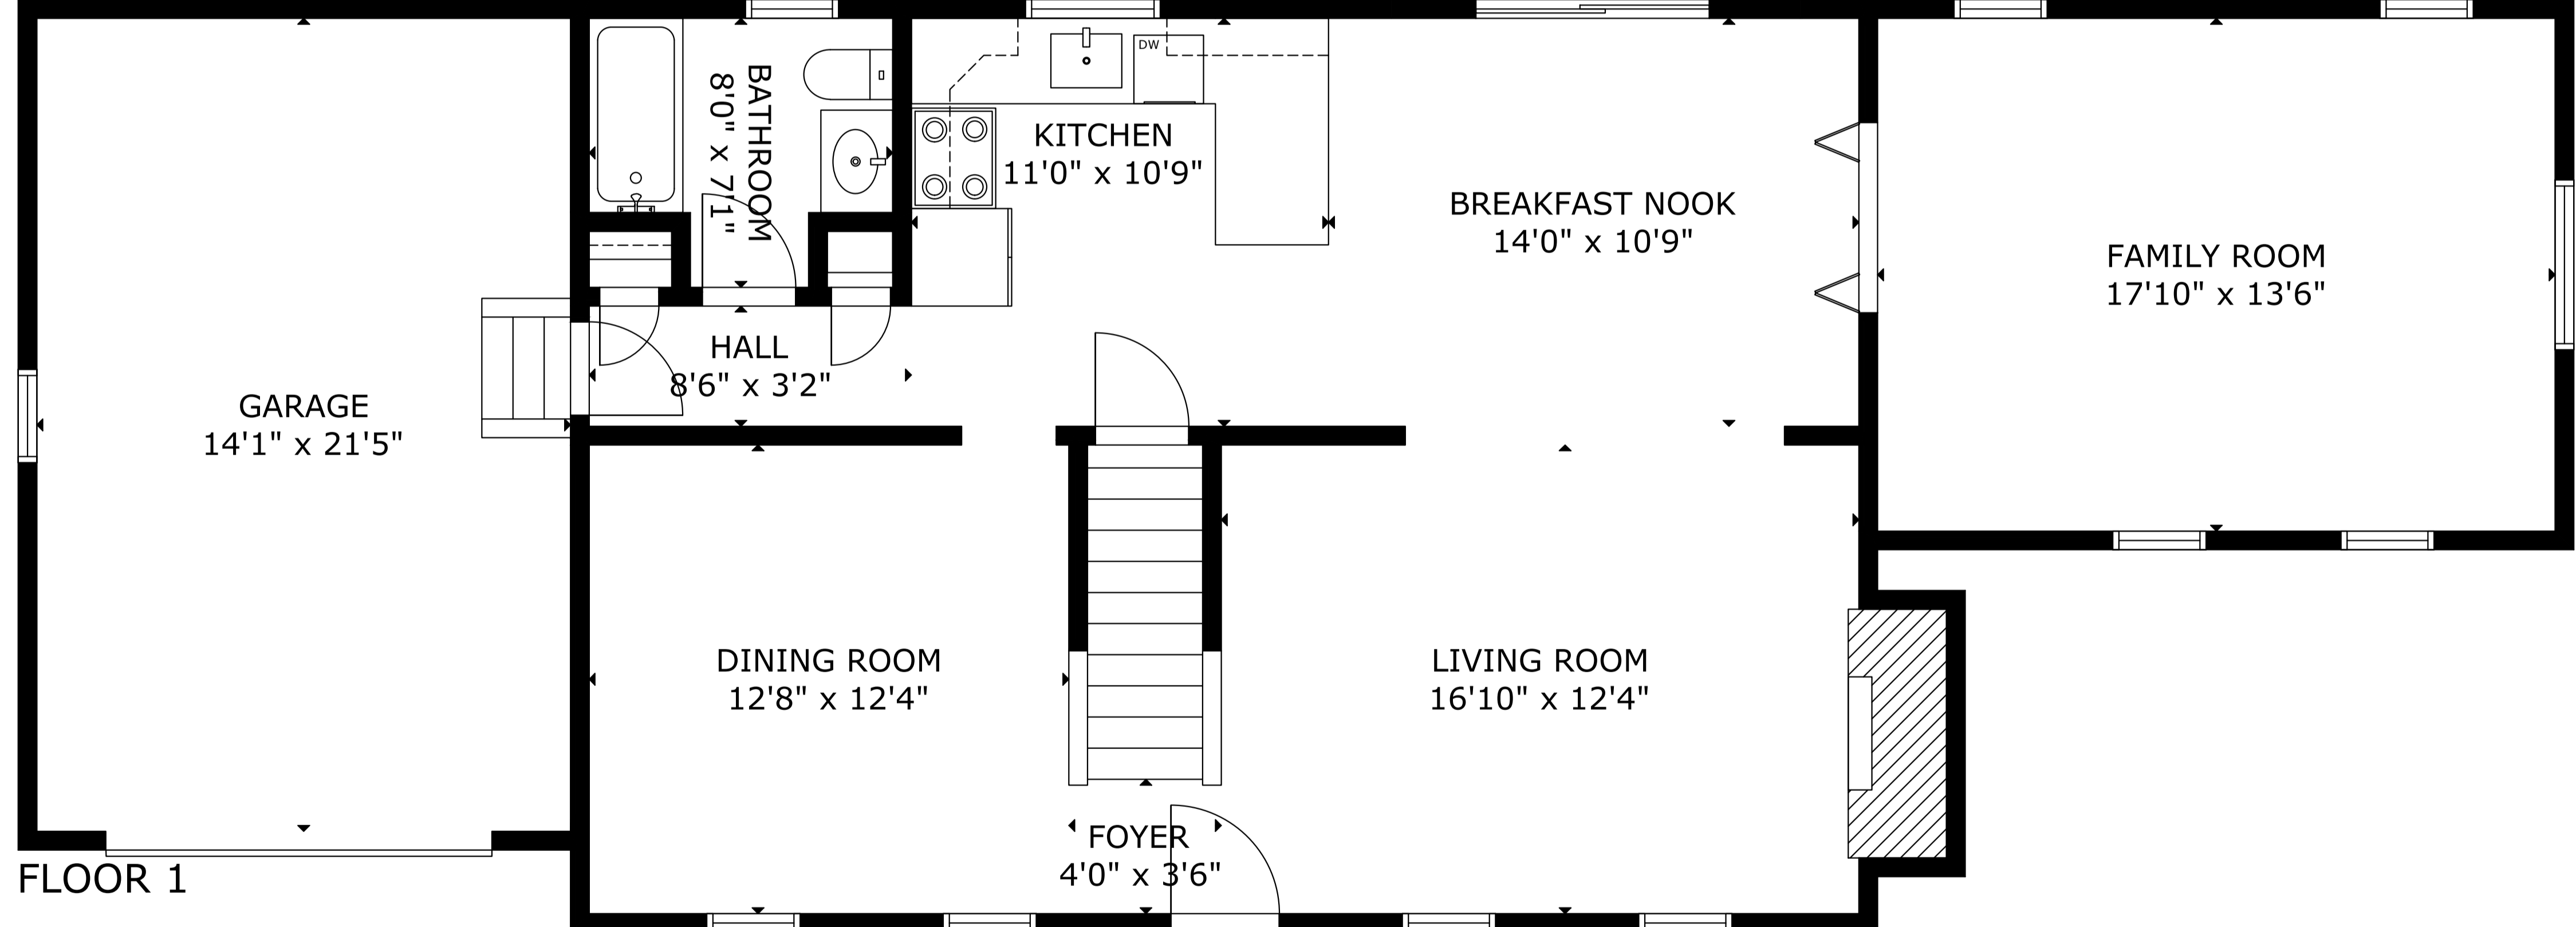 BATHROOM
8'0" x 7'1"
DW
KITCHEN
11'0" x 10'9"
BREAKFAST NOOK
14'0" x 10'9"
FAMILY ROOM
17'10" x 13'6"
HALL
8'6" x 3'2"
GARAGE
14'1" x 21'5"
DINING ROOM
12'8" x 12'4"
LIVING ROOM
16'10" x 12'4"
FOYER
4'0" x 3'6"
FLOOR 1